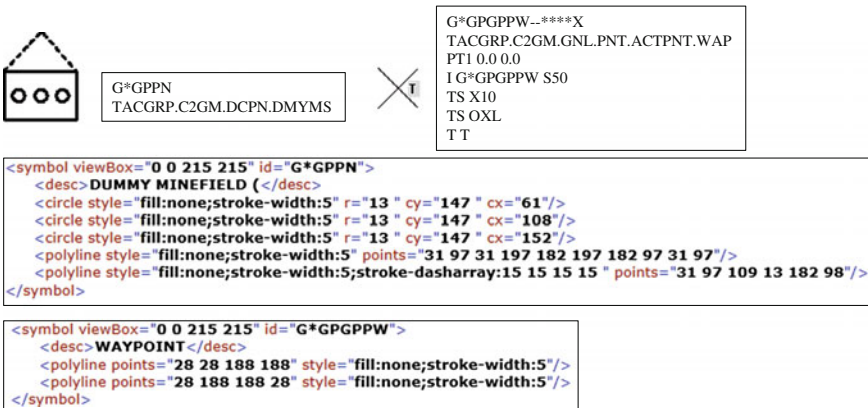 G*GPGPPW--****X
TACGRP.C2GM.GNL.PNT.ACTPNT.WAP
PT1 0.0 0.0
I G*GPGPPW S50
TS X10
TS OXL
T T
G*GPPN
TACGRP.C2GM.DCPN.DMYMS
T
<symbol viewBox="0 0 215 215" id="G*GPPN">
<desc>DUMMY MINEFIELD (</desc>
<circle style="fill:none;stroke-width:5" r="13 " cy="147 " cx="61"/>
<circle style="fill:none;stroke-width:5" r="13 " cy="147 " cx="108"/>
<circle style="fill:none;stroke-width:5" r="13 " cy="147 " cx="152"/>
<polyline style="fill:none;stroke-width:5" points="31 97 31 197 182 197 182 97 31 97"/>
<polyline style="fill:none;stroke-width:5;stroke-dasharray:15 15 15 15 " points="31 97 109 13 182 98"/>
</symbol>
<symbol viewBox="0 0 215 215" id="G*GPGPPW">
<desc>WAYPOINT</desc>
<polyline points="28 28 188 188" style="fill:none;stroke-width:5"/>
<polyline points="28 188 188 28" style="fill:none;stroke-width:5"/>
</symbol>